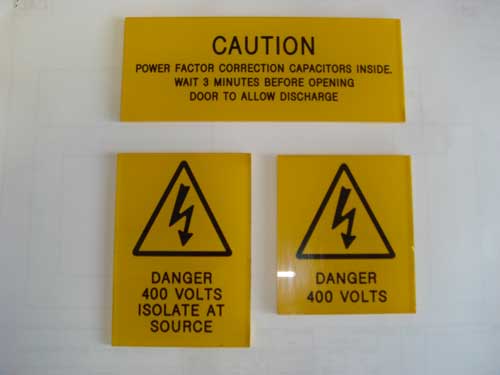 CAUTION
POWER FACTOR CORRECTION CAPACITORS INSIDE.
WAIT 3 MINUTES BEFORE OPENING
DOOR TO ALLOW DISCHARGE
DANGER
400 VOLTS
ISOLATE AT
SOURCE
DANGER
400 VOLTS